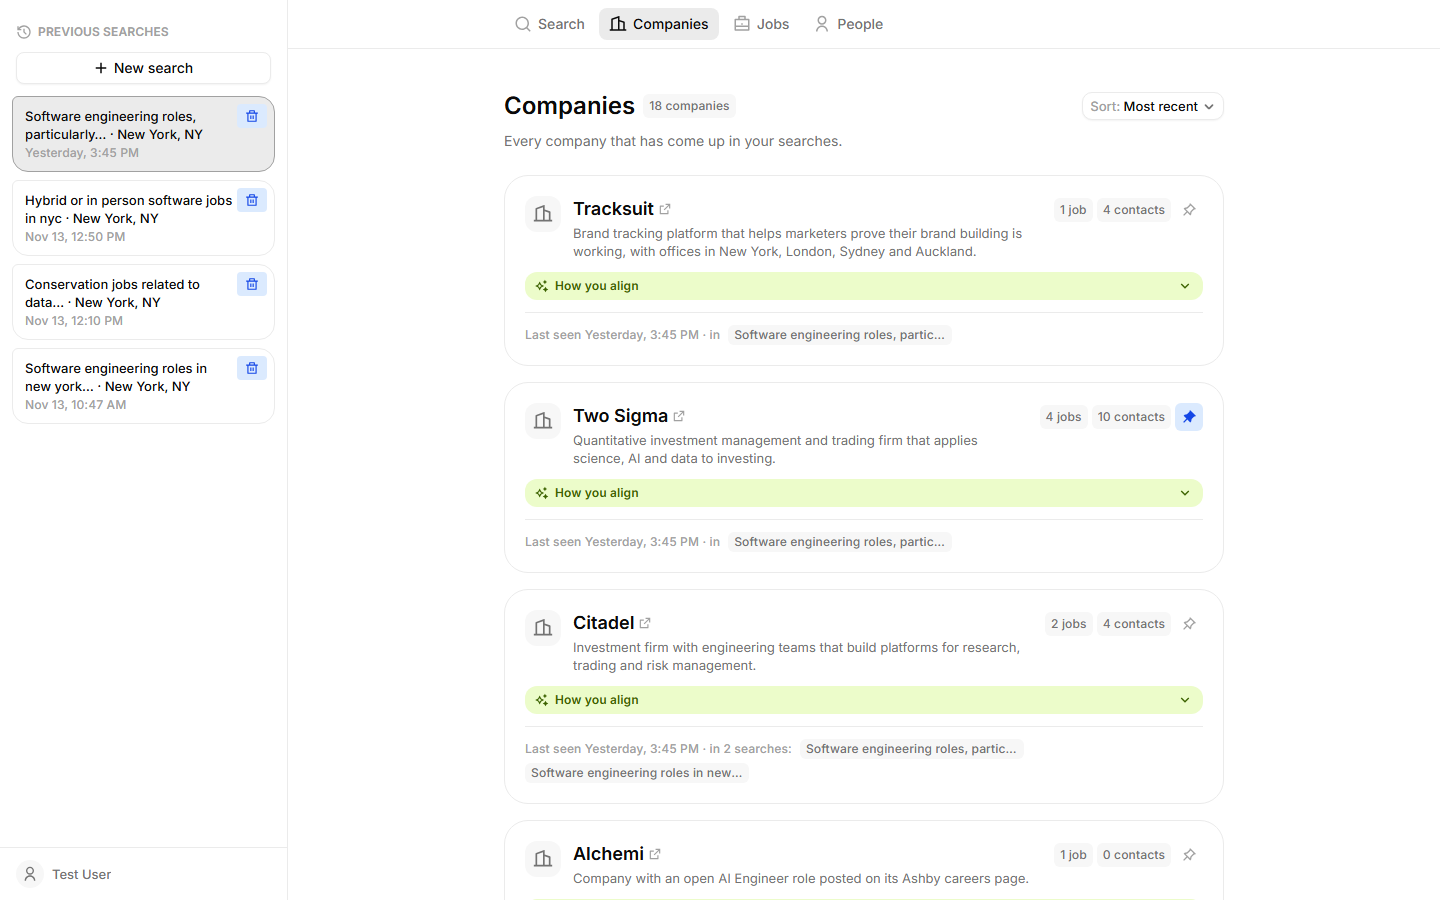 PREVIOUS SEARCHES
New search
Software engineering roles,
particularly... · New York, NY
Yesterday, 3:45 PM
Hybrid or in person software jobs
in nyc · New York, NY
Nov 13, 12:50 PM
Conservation jobs related to
data... · New York, NY
Nov 13, 12:10 PM
Software engineering roles in
new york... · New York, NY
Nov 13, 10:47 AM
Test User
Search
Companies
Jobs
People
Companies
18 companies
Sort: Most recent
Every company that has come up in your searches.
Tracksuit
1 job
4 contacts
Brand tracking platform that helps marketers prove their brand building is
working, with offices in New York, London, Sydney and Auckland.
How you align
Last seen Yesterday, 3:45 PM · in Software engineering roles, partic...
Two Sigma
4 jobs
10 contacts
Quantitative investment management and trading firm that applies
science, AI and data to investing.
How you align
Last seen Yesterday, 3:45 PM · in Software engineering roles, partic...
Citadel
2 jobs
4 contacts
Investment firm with engineering teams that build platforms for research,
trading and risk management.
How you align
Last seen Yesterday, 3:45 PM · in 2 searches: Software engineering roles, partic...
Software engineering roles in new...
Alchemi
1 job
0 contacts
Company with an open AI Engineer role posted on its Ashby careers page.